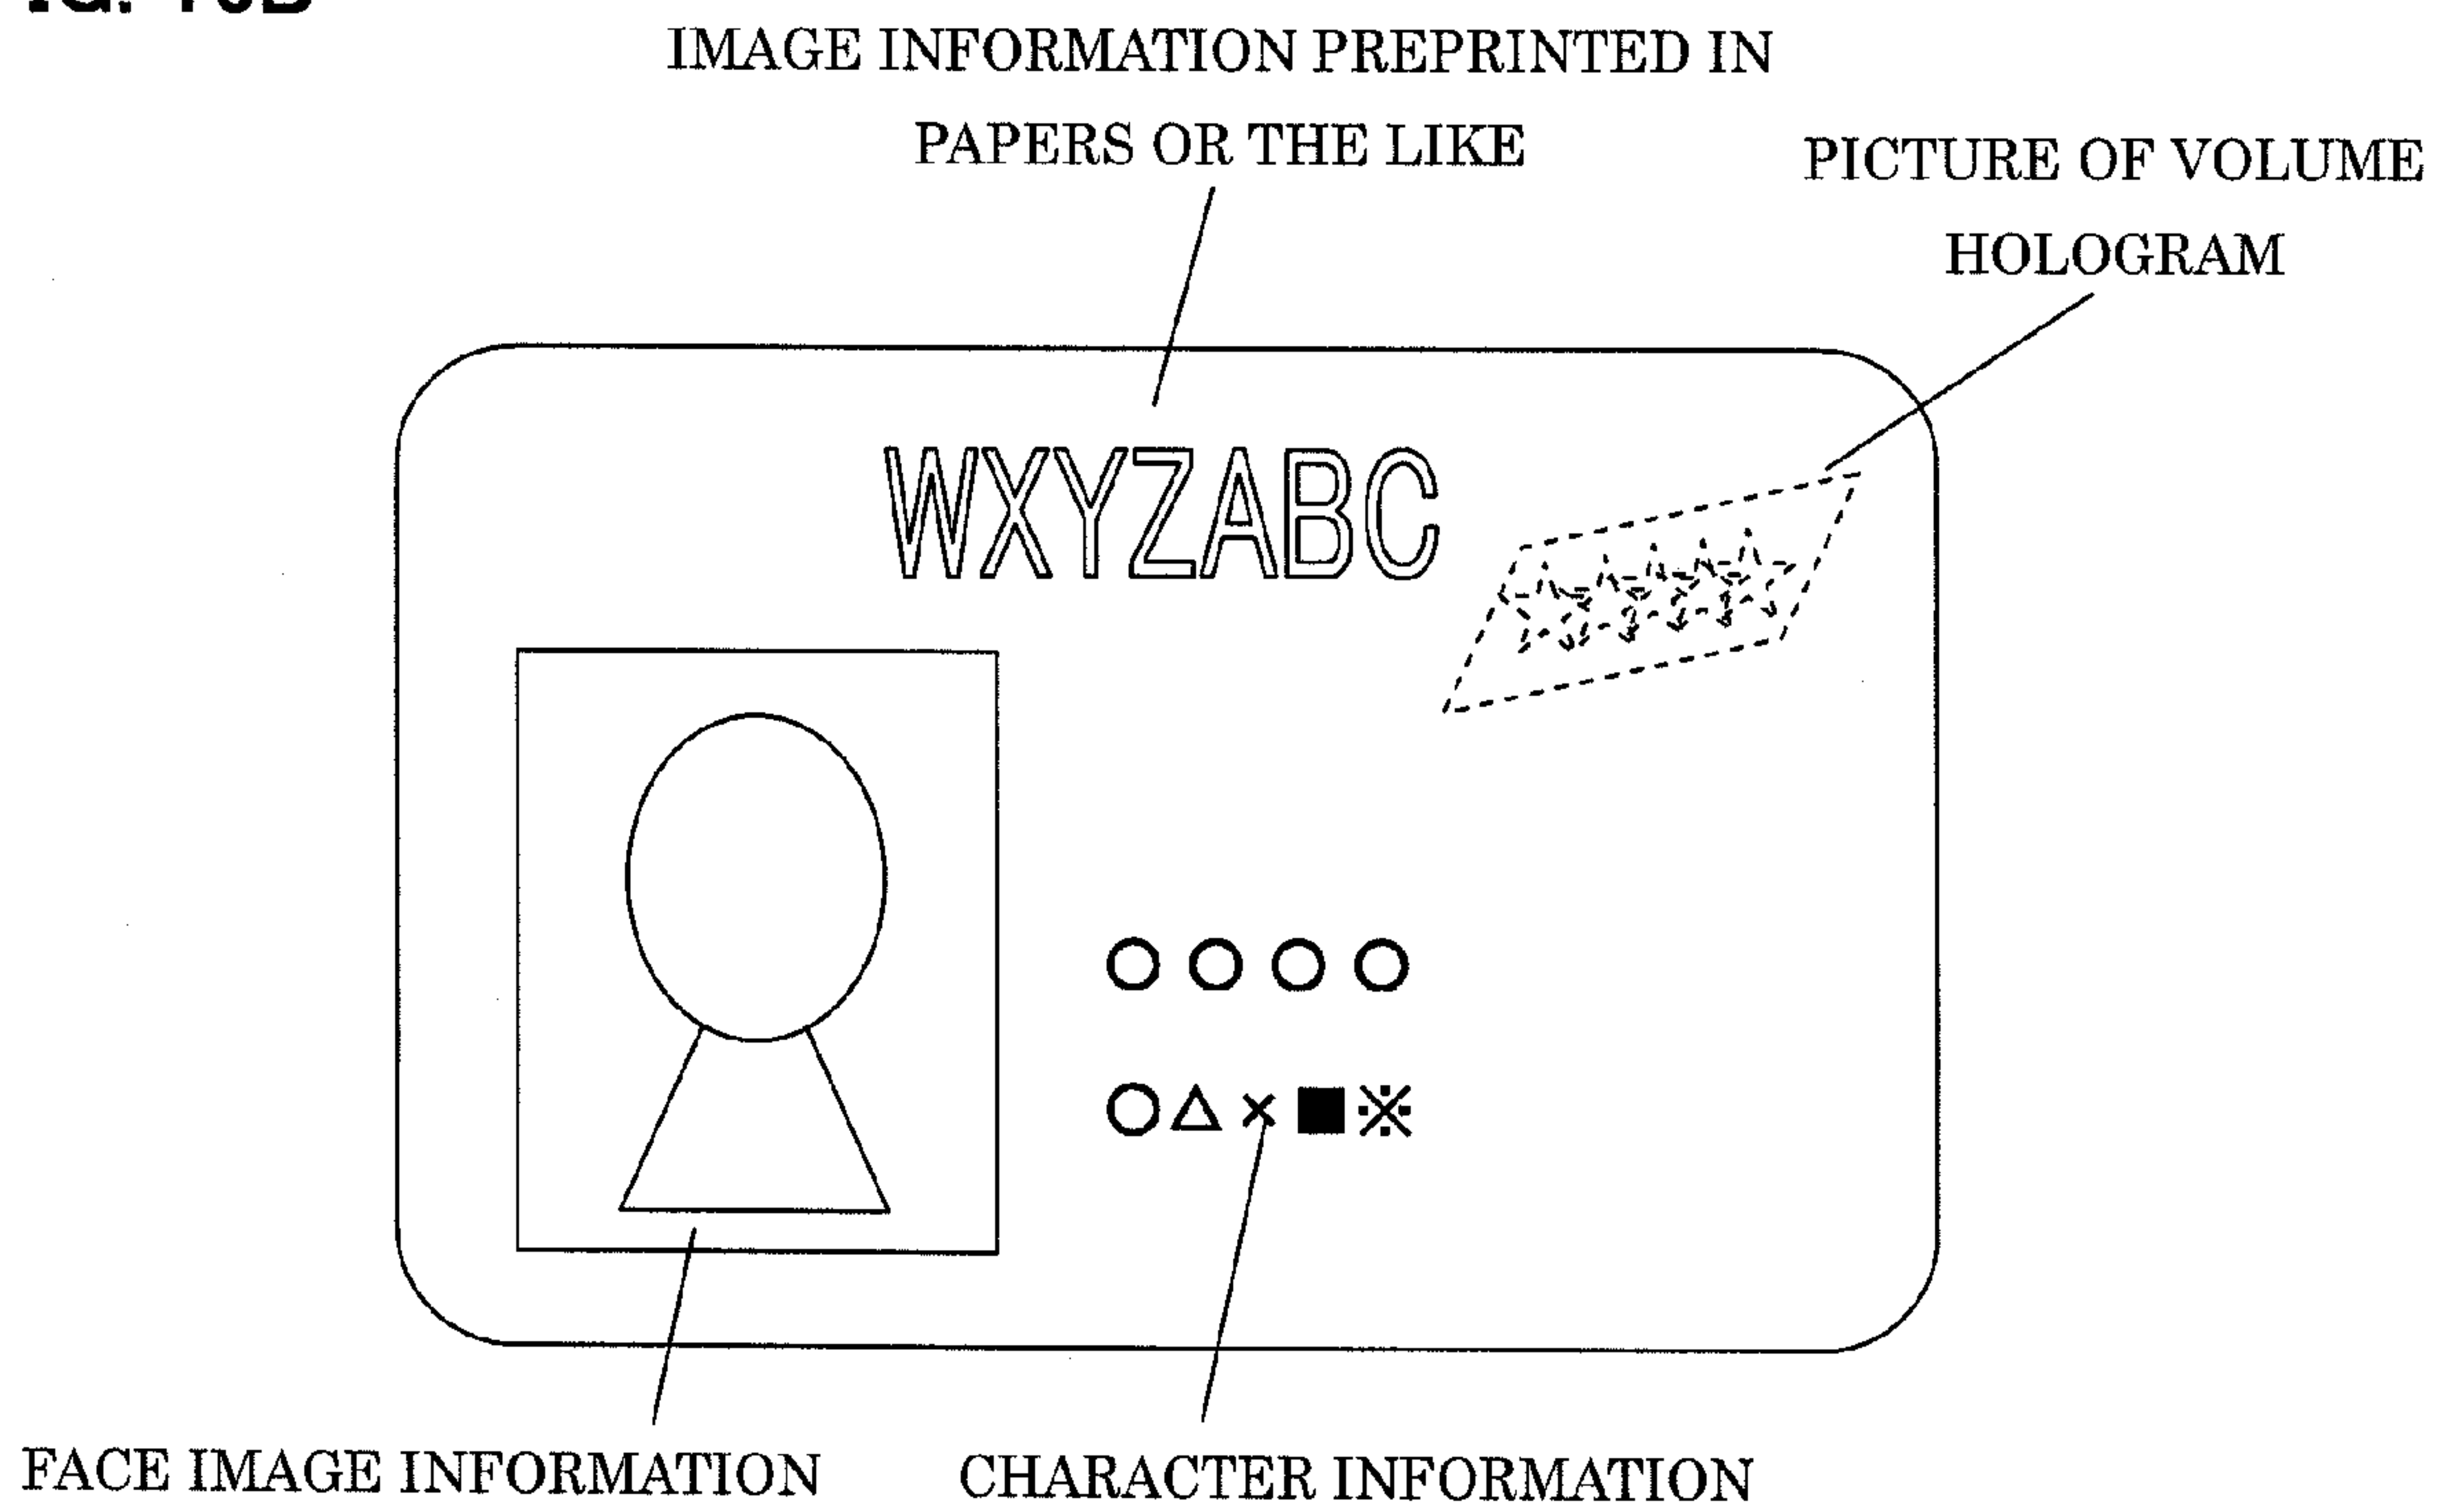 IMAGE INFORMATION PREPRINTED IN
PAPERS OR THE LIKE
PICTURE OF VOLUME
HOLOGRAM
WXYZABC
○ ○ ○ ○
○△×■※
FACE IMAGE INFORMATION
CHARACTER INFORMATION